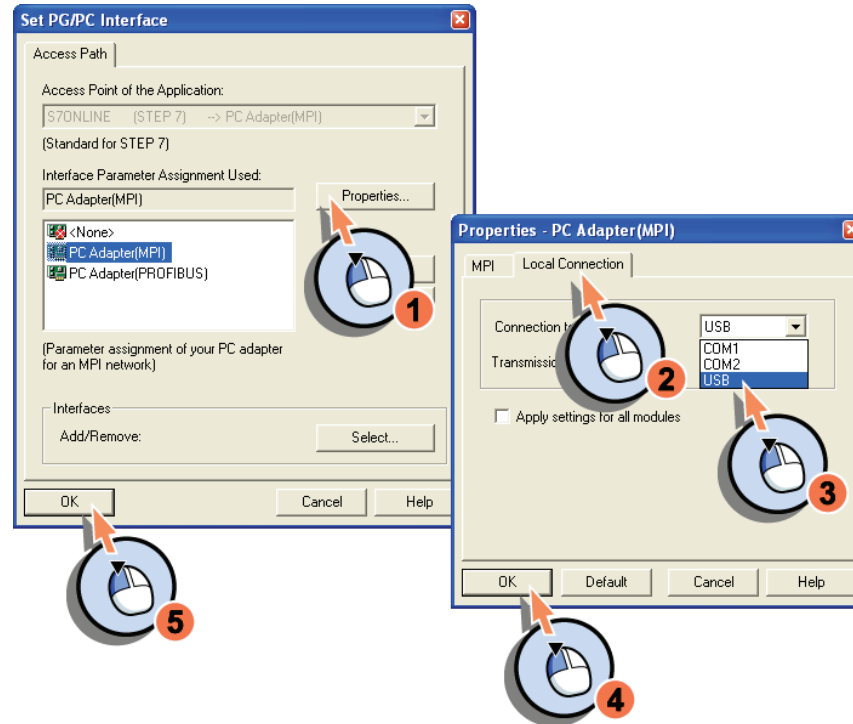 Set PG/PC Interface
Access Path
Access Point of the Application:
S7ONLINE (STEP 7) --> PC Adapter(MPI)
(Standard for STEP 7)
Interface Parameter Assignment Used:
PC Adapter(MPI)
Properties...
<None>
PC Adapter(MPI)
PC Adapter(PROFIBUS)
1
(Parameter assignment of your PC adapter
for an MPI network)
Interfaces
Add/Remove:
Select...
OK
Cancel
Help
5
Properties - PC Adapter(MPI)
MPI
Local Connection
Connection
USB
COM1
COM2
USB
2
Apply settings for all modules
3
OK
Default
Cancel
Help
4